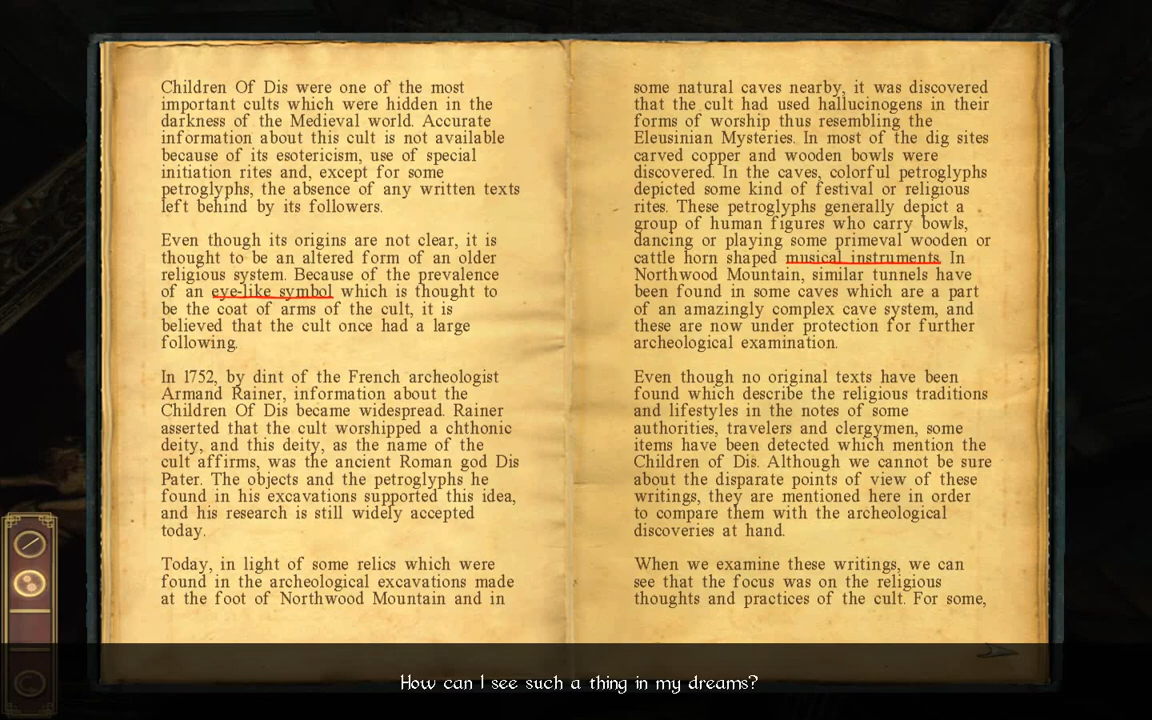 Children Of Dis were one of the most
important cults which were hidden in the
darkness of the Medieval world. Accurate
information about this cult is not available
because of its esotericism, use of special
initiation rites and, except for some
petroglyphs, the absence of any written texts
left behind by its followers.
Even though its origins are not clear, it is
thought to be an altered form of an older
religious system. Because of the prevalence
of an eye-like symbol which is thought to
be the coat of arms of the cult, it is
believed that the cult once had a large
following.
In 1752, by dint of the French archeologist
Armand Rainer, information about the
Children Of Dis became widespread. Rainer
asserted that the cult worshipped a chthonic
deity, and this deity, as the name of the
cult affirms, was the ancient Roman god Dis
Pater. The objects and the petroglyphs he
found in his excavations supported this idea,
and his research is still widely accepted
today.
Today, in light of some relics which were
found in the archeological excavations made
at the foot of Northwood Mountain and in
some natural caves nearby, it was discovered
that the cult had used hallucinogens in their
forms of worship thus resembling the
Eleusinian Mysteries. In most of the dig sites
carved copper and wooden bowls were
discovered. In the caves, colorful petroglyphs
depicted some kind of festival or religious
rites. These petroglyphs generally depict a
group of human figures who carry bowls,
dancing or playing some primeval wooden or
cattle horn shaped musical instruments. In
Northwood Mountain, similar tunnels have
been found in some caves which are a part
of an amazingly complex cave system, and
these are now under protection for further
archeological examination.
Even though no original texts have been
found which describe the religious traditions
and lifestyles in the notes of some
authorities, travelers and clergymen, some
items have been detected which mention the
Children of Dis. Although we cannot be sure
about the disparate points of view of these
writings, they are mentioned here in order
to compare them with the archeological
discoveries at hand.
When we examine these writings, we can
see that the focus was on the religious
thoughts and practices of the cult. For some,
How can I see such a thing in my dreams?